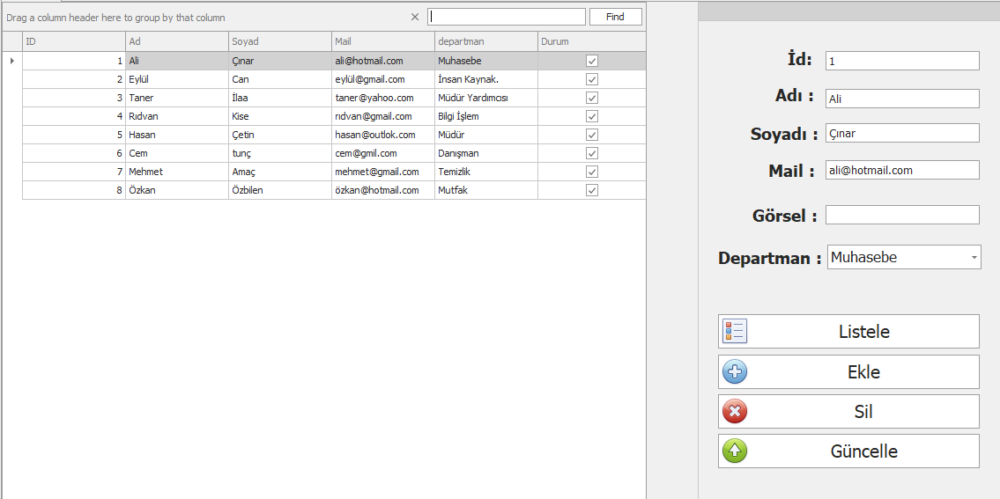 Drag a column header here to group by that column Find
ID Ad Soyad Mail departman Durum
1 Ali Çınar ali@hotmail.com Muhasebe
2 Eylül Can eylül@gmail.com İnsan Kaynak.
3 Taner İlaa taner@yahoo.com Müdür Yardımcısı
4 Rıdvan Kise rıdvan@gmail.com Bilgi İşlem
5 Hasan Çetin hasan@outlok.com Müdür
6 Cem tunç cem@gmil.com Danışman
7 Mehmet Amaç mehmet@gmail.com Temizlik
8 Özkan Özbilen özkan@hotmail.com Mutfak
İd: 1
Adı : Ali
Soyadı : Çınar
Mail : ali@hotmail.com
Görsel :
Departman : Muhasebe
Listele
Ekle
Sil
Güncelle